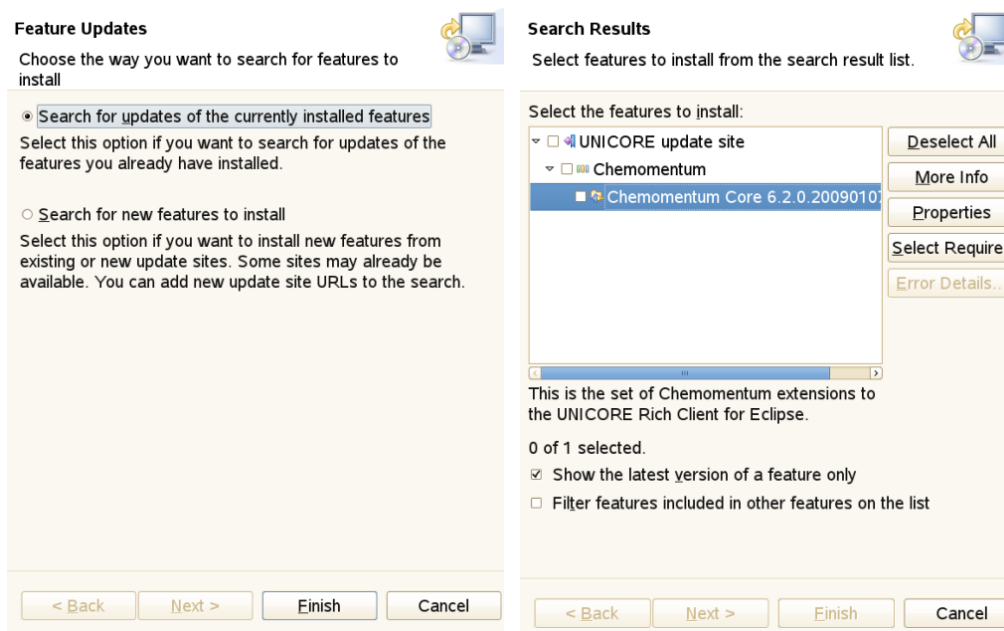 Feature Updates
Choose the way you want to search for features to
install
Search for updates of the currently installed features
Select this option if you want to search for updates of the
features you already have installed.
Search for new features to install
Select this option if you want to install new features from
existing or new update sites. Some sites may already be
available. You can add new update site URLs to the search.
< Back
Next >
Finish
Cancel
Search Results
Select features to install from the search result list.
Select the features to install:
UNICORE update site
Chemomentum
Chemomentum Core 6.2.0.20090107
Deselect All
More Info
Properties
Select Require
Error Details..
This is the set of Chemomentum extensions to
the UNICORE Rich Client for Eclipse.
0 of 1 selected.
Show the latest version of a feature only
Filter features included in other features on the list
< Back
Next >
Finish
Cancel